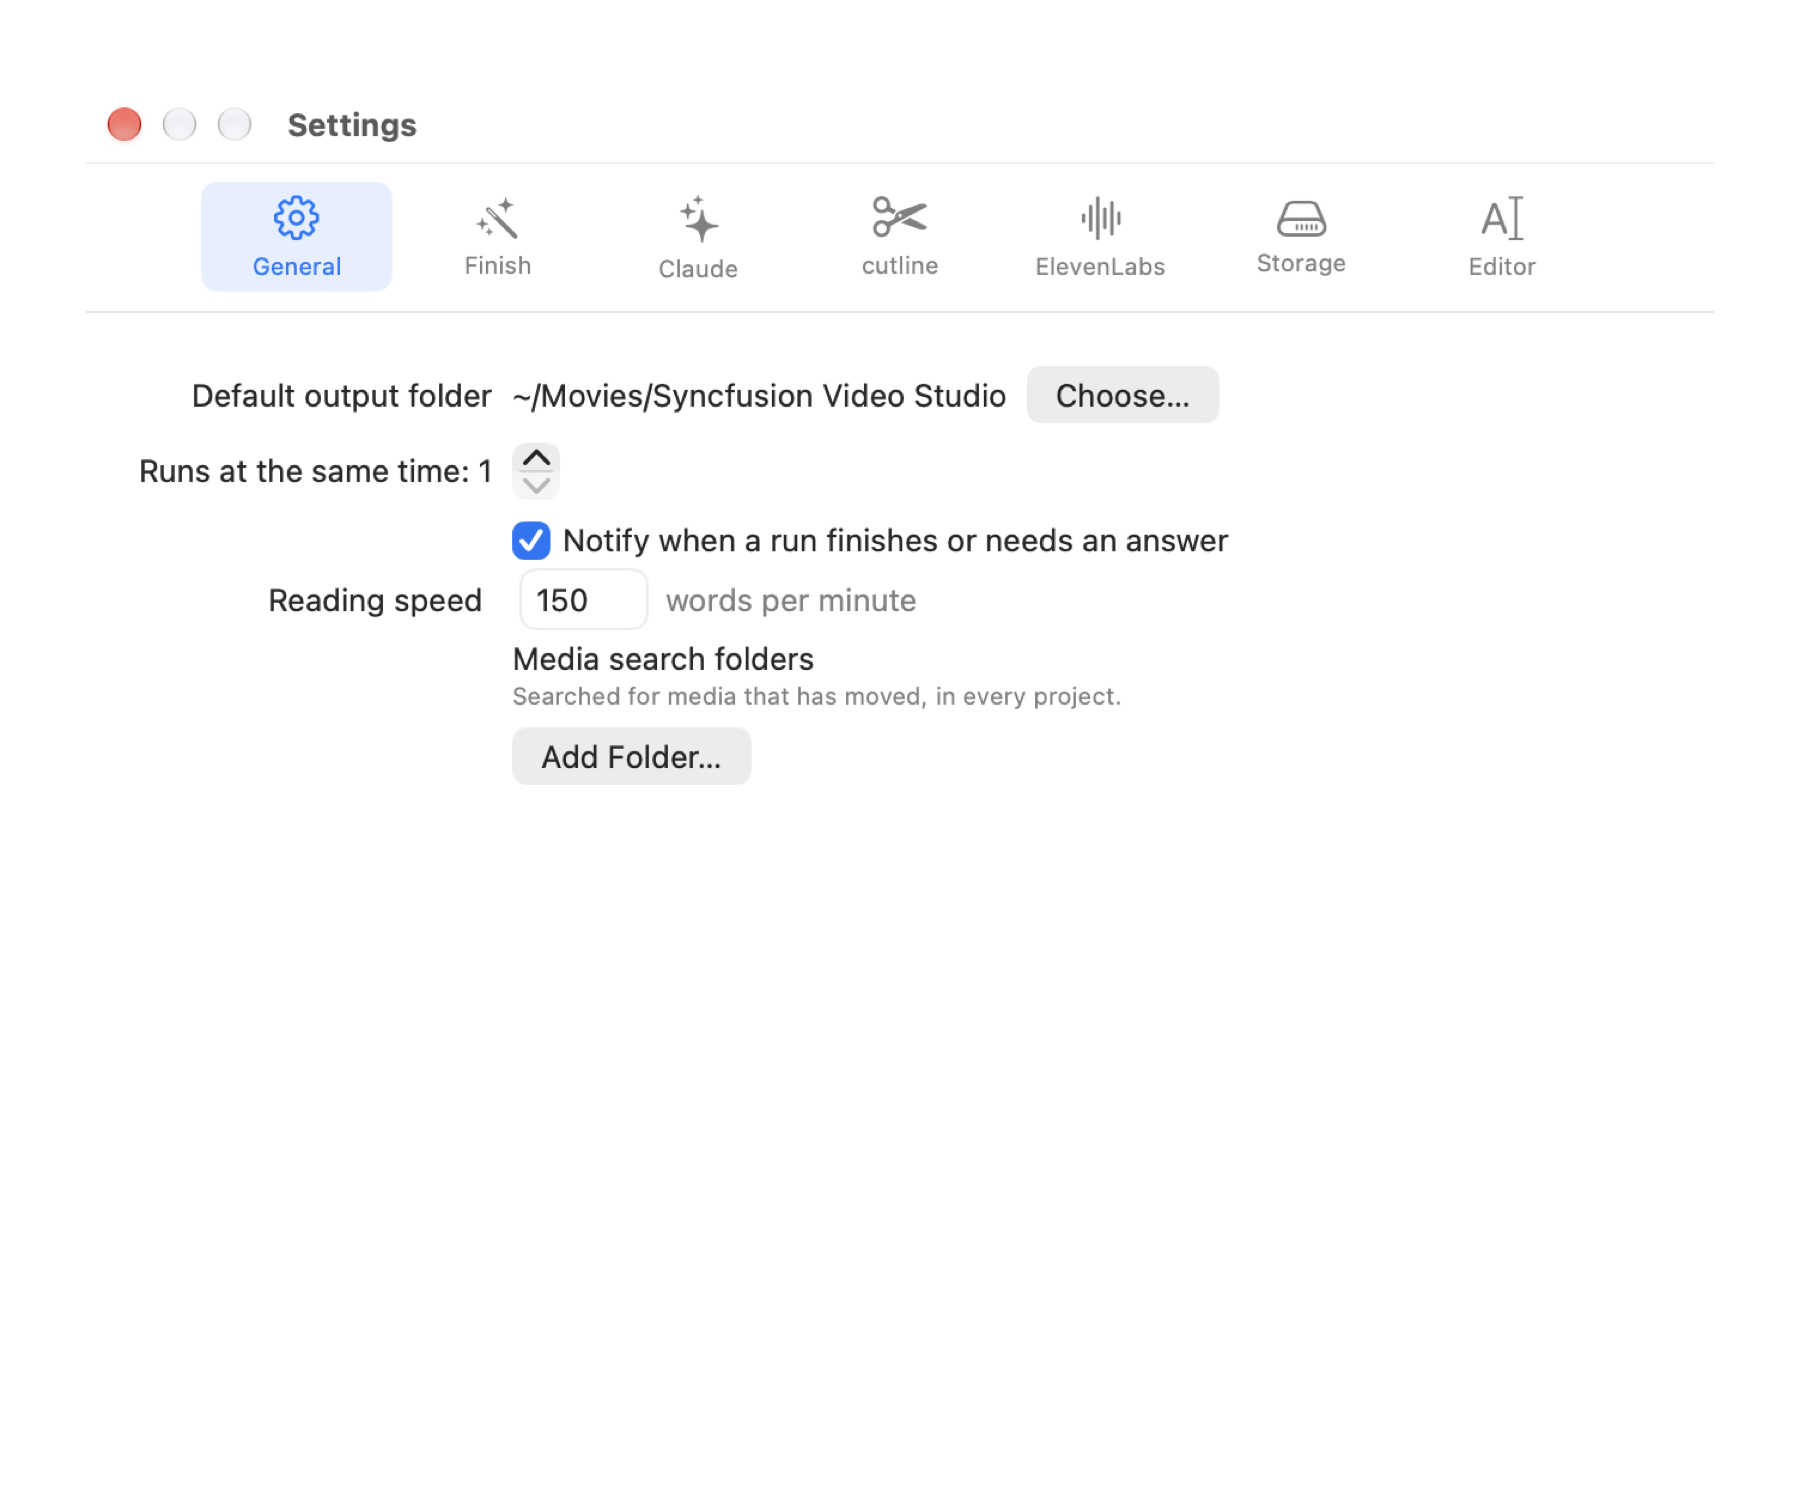 Settings
General
Finish
Claude
cutline
ElevenLabs
Storage
Editor
Default output folder ~/Movies/Syncfusion Video Studio Choose...
Runs at the same time: 1
Notify when a run finishes or needs an answer
Reading speed 150 words per minute
Media search folders
Searched for media that has moved, in every project.
Add Folder...